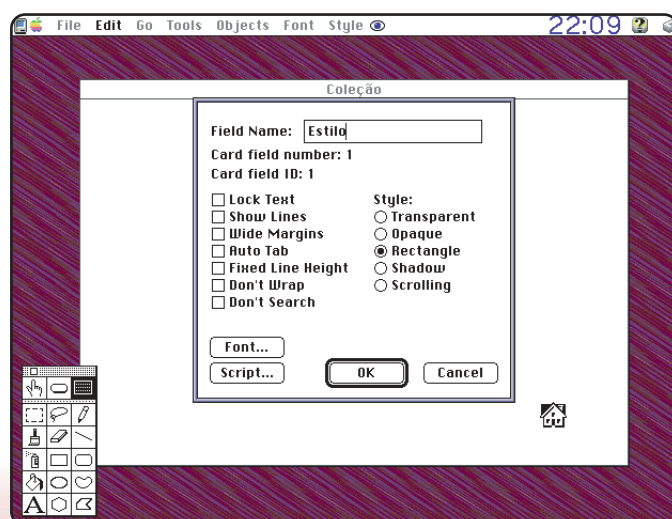 File Edit Go Tools Objects Font Style 22:09
Coleção
Field Name: Estilo
Card field number: 1
Card field ID: 1
Lock Text
Show Lines
Wide Margins
Auto Tab
Fixed Line Height
Don't Wrap
Don't Search
Style:
Transparent
Opaque
Rectangle
Shadow
Scrolling
Font...
Script...
OK
Cancel
A